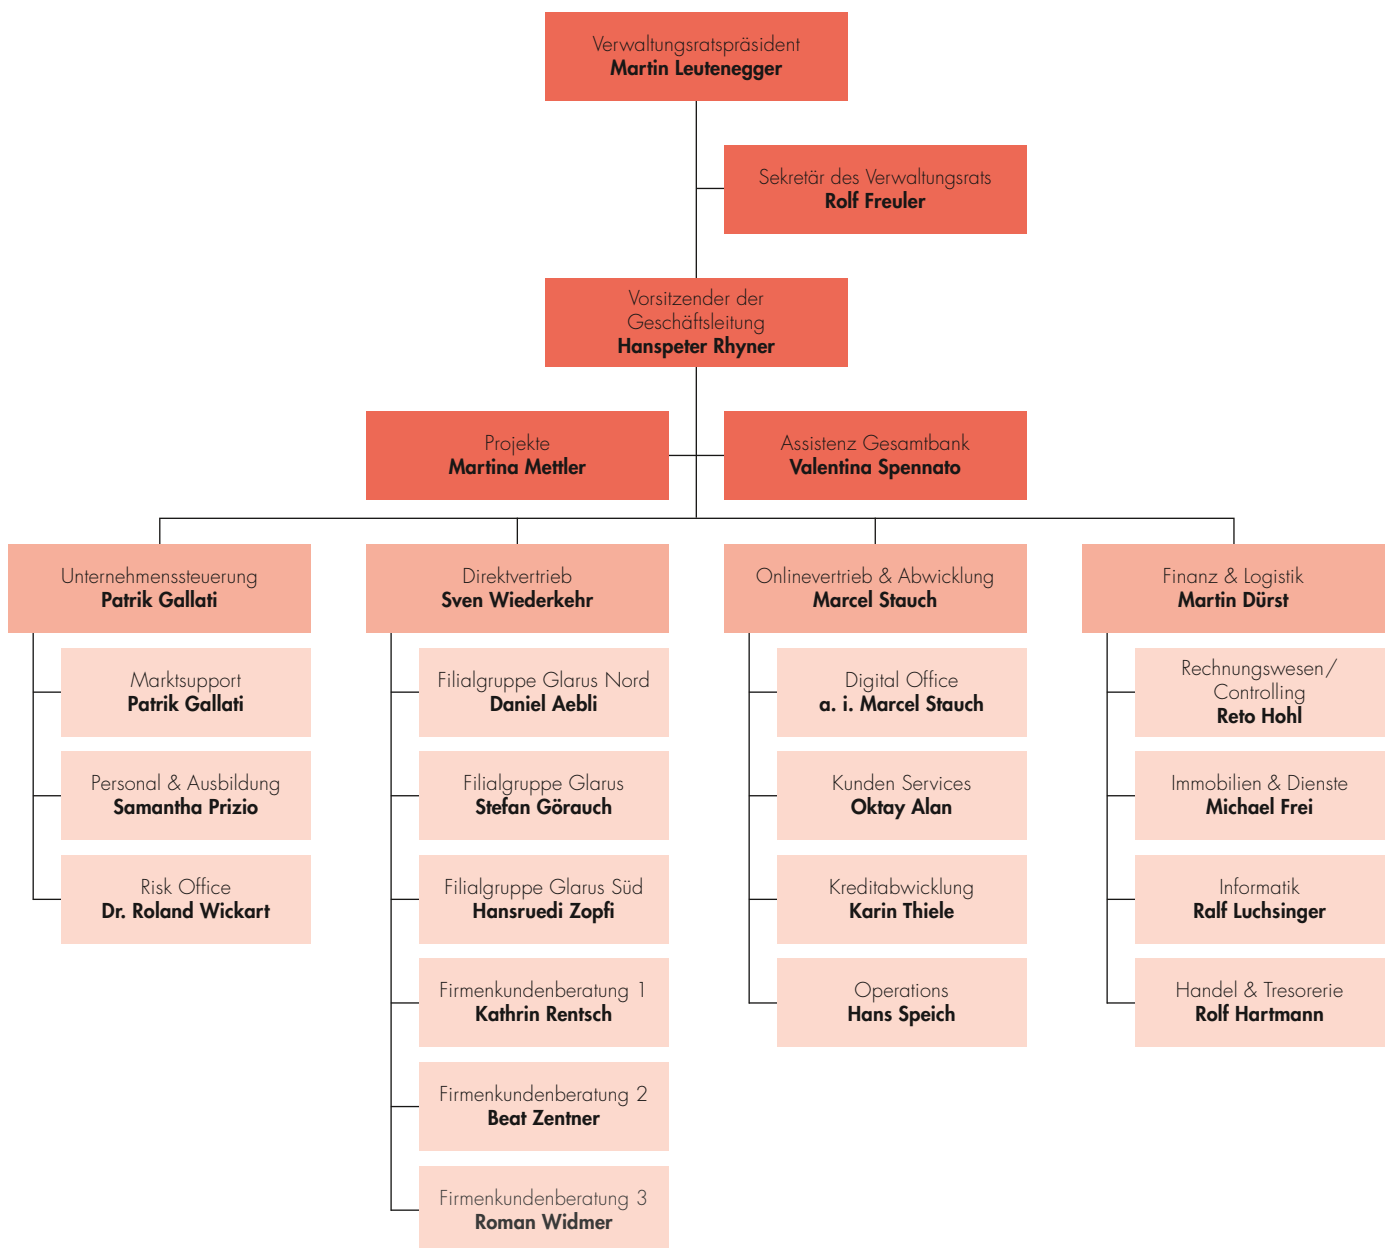 Verwaltungsratspräsident
Martin Leutenegger
Sekretär des Verwaltungsrats
Rolf Freuler
Vorsitzender der
Geschäftsleitung
Hanspeter Rhyner
Projekte
Martina Mettler
Assistenz Gesamtbank
Valentina Spennato
Unternehmenssteuerung
Patrik Gallati
Marktsupport
Patrik Gallati
Personal & Ausbildung
Samantha Prizio
Risk Office
Dr. Roland Wickart
Direktvertrieb
Sven Wiederkehr
Filialgruppe Glarus Nord
Daniel Aebli
Filialgruppe Glarus
Stefan Görauch
Filialgruppe Glarus Süd
Hansruedi Zopfi
Firmenkundenberatung 1
Kathrin Rentsch
Firmenkundenberatung 2
Beat Zentner
Firmenkundenberatung 3
Roman Widmer
Onlinevertrieb & Abwicklung
Marcel Stauch
Digital Office
a. i. Marcel Stauch
Kunden Services
Oktay Alan
Kreditabwicklung
Karin Thiele
Operations
Hans Speich
Finanz & Logistik
Martin Dürst
Rechnungswesen/
Controlling
Reto Hohl
Immobilien & Dienste
Michael Frei
Informatik
Ralf Luchsinger
Handel & Tresorerie
Rolf Hartmann